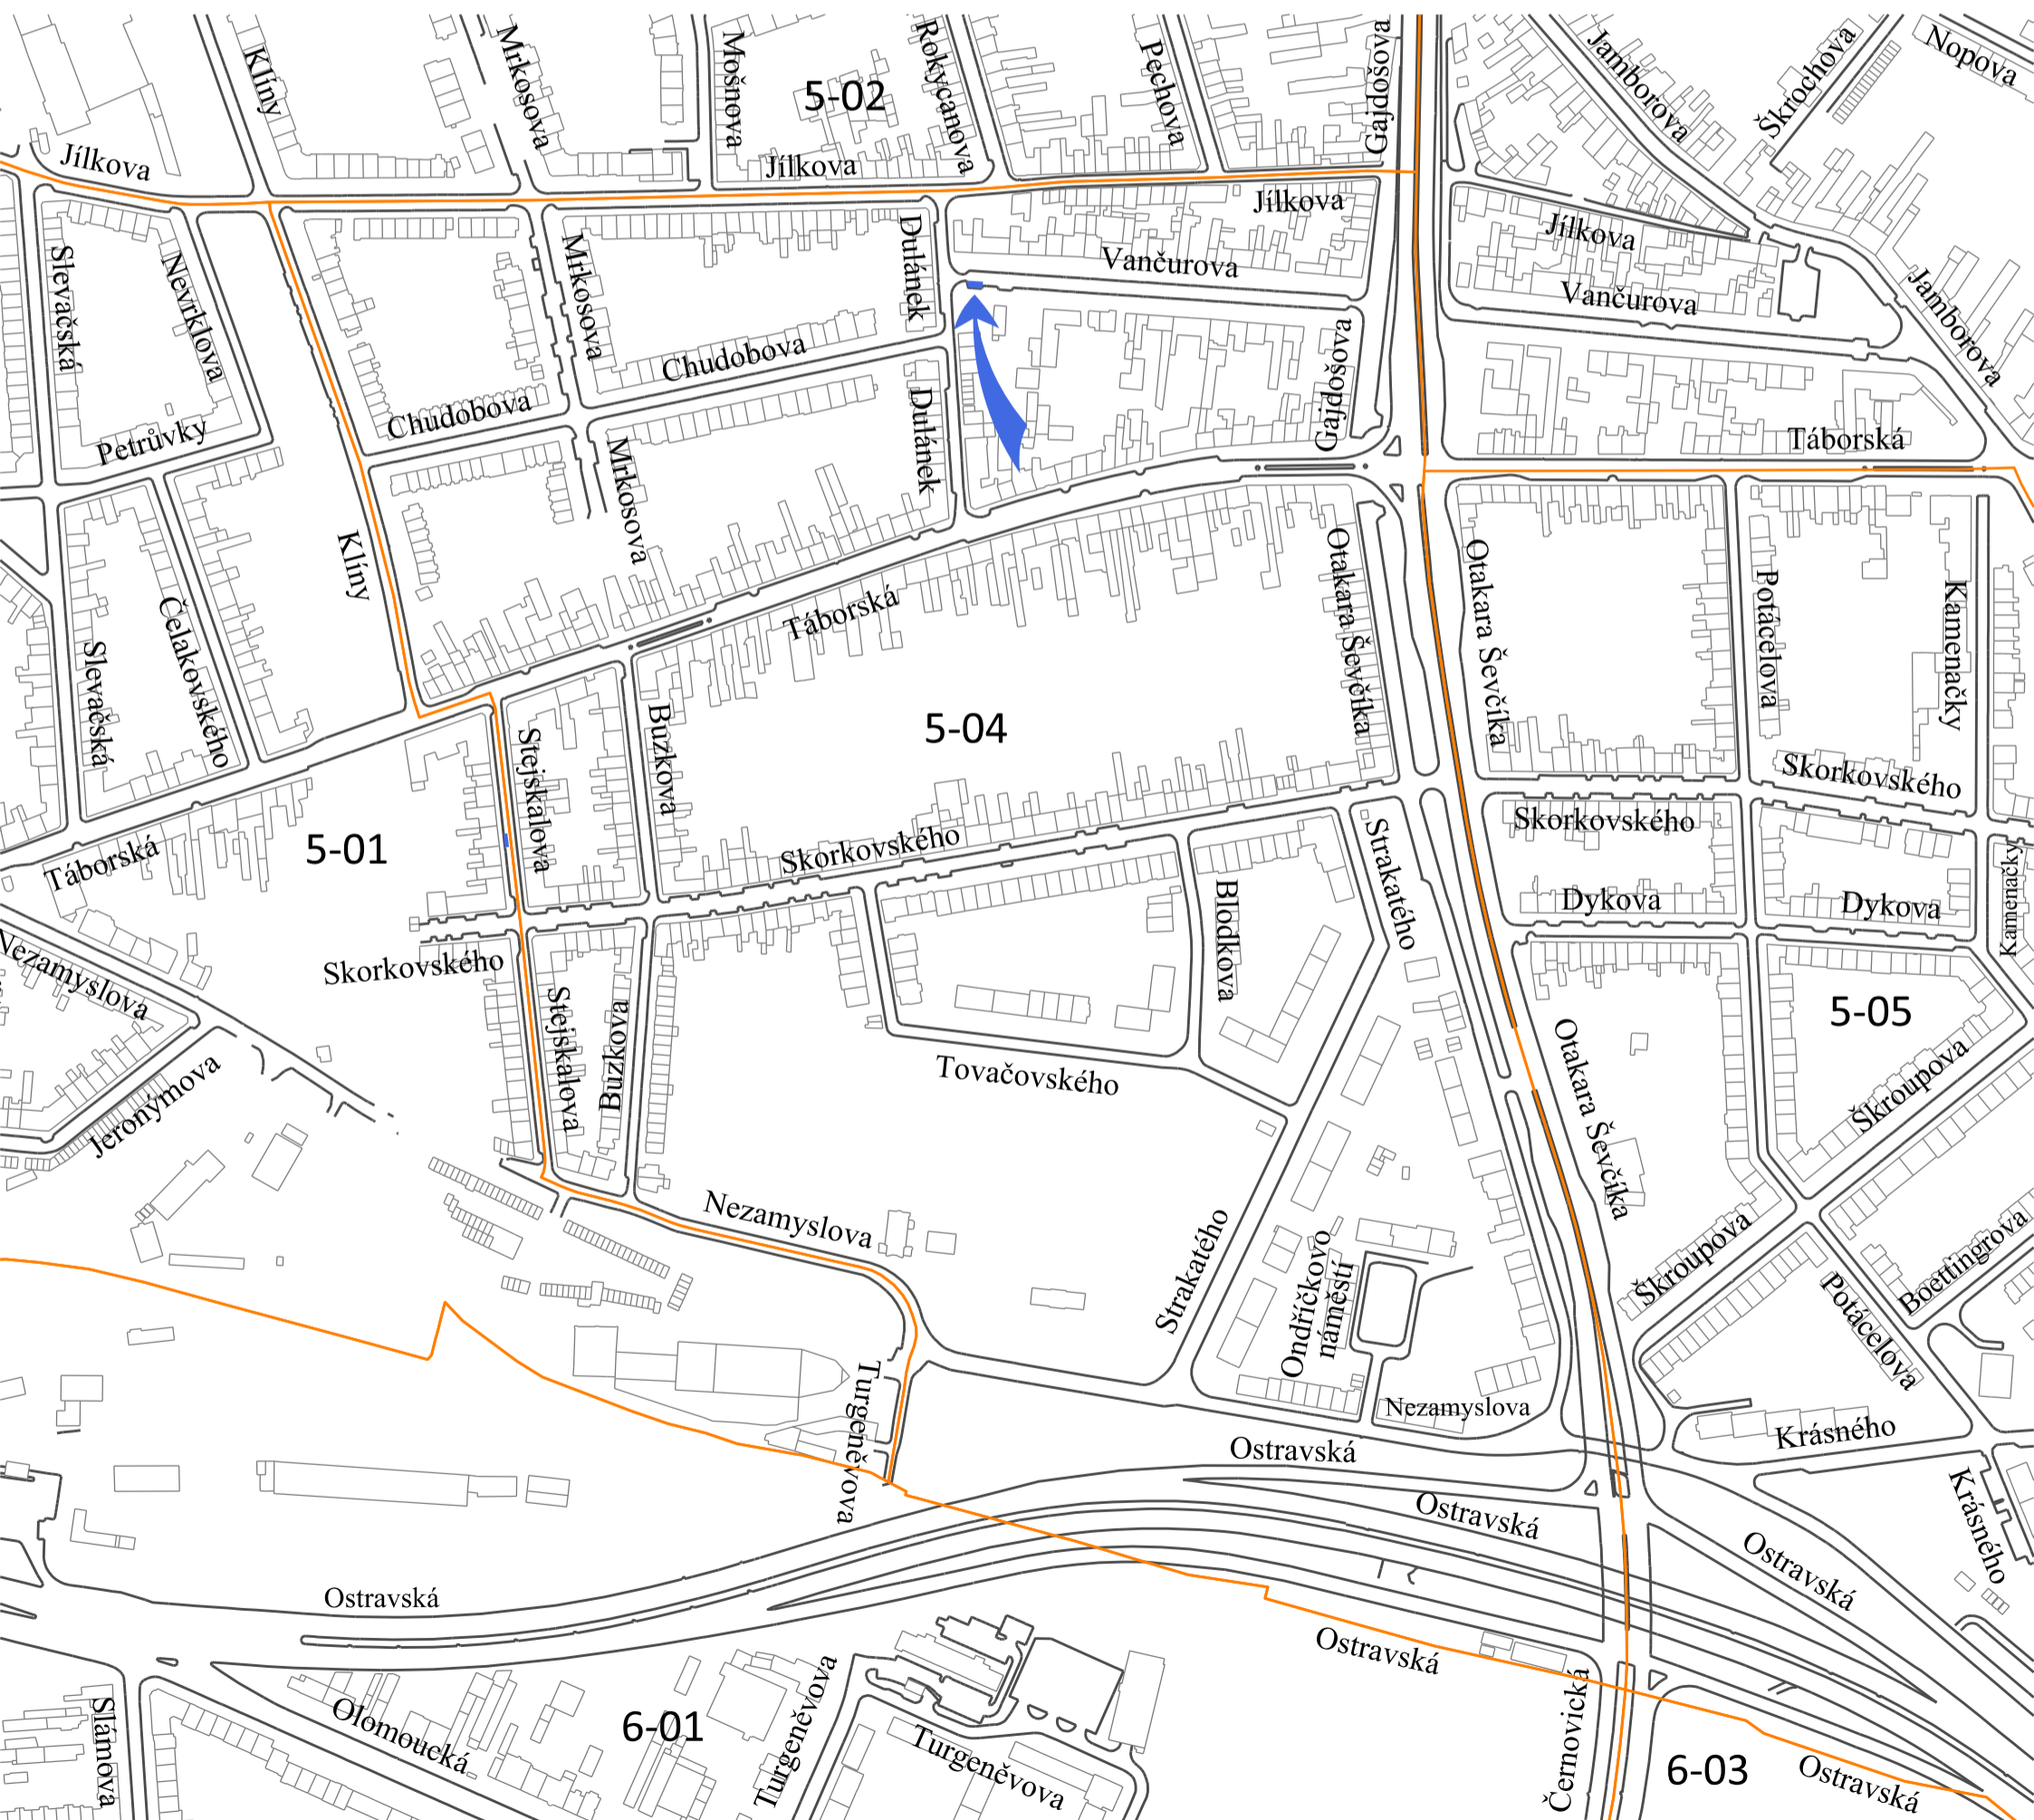 Klíny
Mrkosova
Mošnova
5-02
Rokycanova
Pechova
Gajdošova
Jamborova
Škrochova
Nopova
Jílkova
Jílkova
Jílkova
Jílkova
Slevačská
Nevrklova
Mrkosova
Dulánek
Vančurova
Vančurova
Jamborova
Chudobova
Chudobova
Gajdošova
Petrůvky
Mrkosova
Dulánek
Táborská
Klíny
Čelakovského
Slevačská
Táborská
Otakara Ševčíka
Otakara Ševčíka
Potácelova
Kamenačky
Stejskalova
Buzkova
5-04
Skorkovského
5-01
Táborská
Skorkovského
Strakatého
Skorkovského
Kamenačky
Dykova
Dykova
Blodkova
Nezamyslova
Skorkovského
Stejskalova
Buzkova
5-05
Tovačovského
Jeronýmova
Otakara Ševčíka
Škroupova
Nezamyslova
Strakatého
Ondříčkovo
náměstí
Škroupova
Boettingrova
Potácelova
Turgeněvova
Nezamyslova
Krásného
Ostravská
Ostravská
Krásného
Ostravská
Ostravská
Ostravská
Slámova
Olomoucká
6-01
Turgeněvova
Turgeněvova
Černovická
6-03
Ostravská